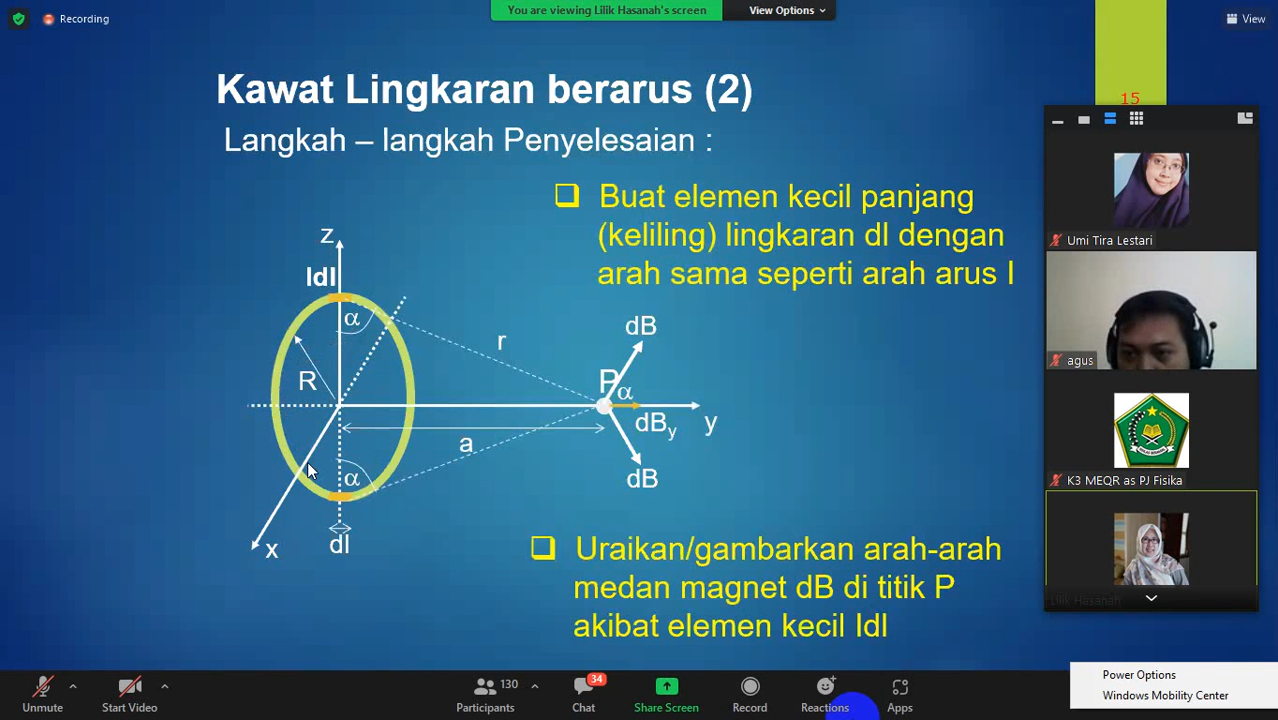 Recording
You are viewing Lilik Hasanah's screen
View Options
View
Kawat Lingkaran berarus (2)
15
Langkah – langkah Penyelesaian :
❑ Buat elemen kecil panjang
(keliling) lingkaran dl dengan
arah sama seperti arah arus I
z
Idl
α
r
dB
R
P
α
dBy
y
a
α
dB
x
dl
❑ Uraikan/gambarkan arah-arah
medan magnet dB di titik P
akibat elemen kecil Idl
Umi Tira Lestari
agus
K3 MEQR as PJ Fisika
Lilik Hasanah
Power Options
Windows Mobility Center
34
130
Unmute
Start Video
Participants
Chat
Share Screen
Record
Reactions
Apps